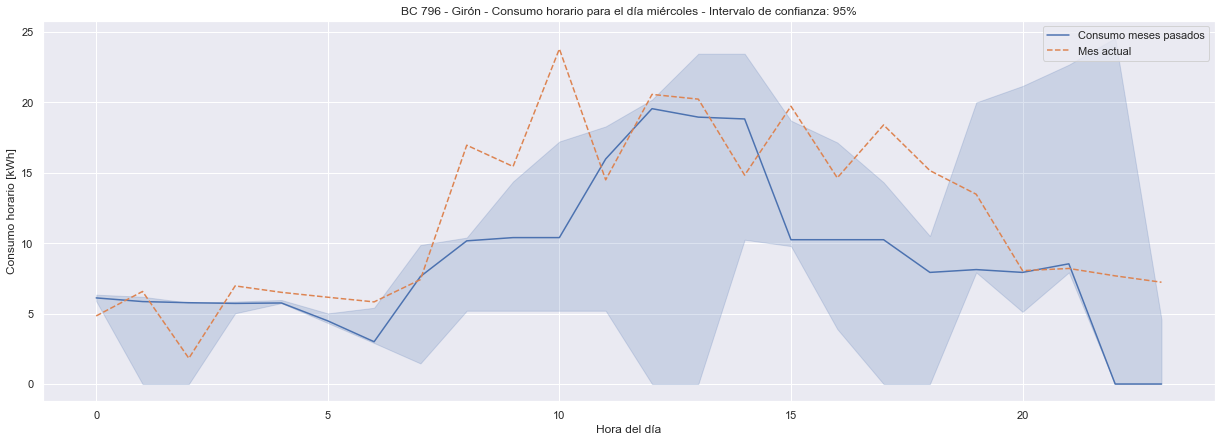 BC 796 - Girón - Consumo horario para el día miércoles - Intervalo de confianza: 95%
Consumo meses pasados
Mes actual
Consumo horario [kWh]
25
20
15
10
5
0
0
5
10
15
20
Hora del día